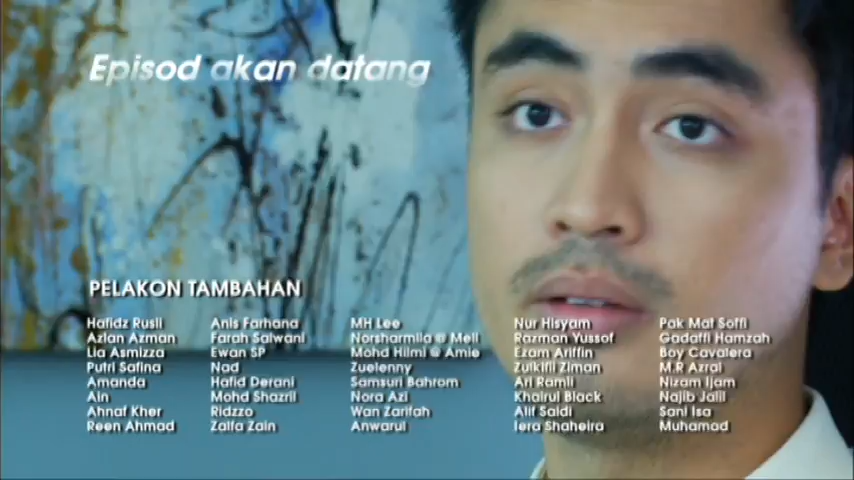 Episod akan datang
PELAKON TAMBAHAN
Hafidz Rusli
Azlan Azman
Lia Asmizza
Putri Safina
Amanda
Ain
Ahnaf Kher
Reen Ahmad
Anis Farhana
Farah Salwani
Ewan SP
Nad
Hafid Derani
Mohd Shazril
Ridzzo
Zalfa Zain
MH Lee
Norsharmila @ Mell
Mohd Hilmi @ Amie
Zuelenny
Samsuri Bahrom
Nora Azi
Wan Zarifah
Anwarul
Nur Hisyam
Razman Yussof
Ezam Ariffin
Zulkifli Ziman
Ari Ramli
Khairul Black
Alif Saidi
Iera Shaheira
Pak Mat Soffi
Gadaffi Hamzah
Boy Cavalera
M.R Azrai
Nizam Ijam
Najib Jalil
Sani Isa
Muhamad